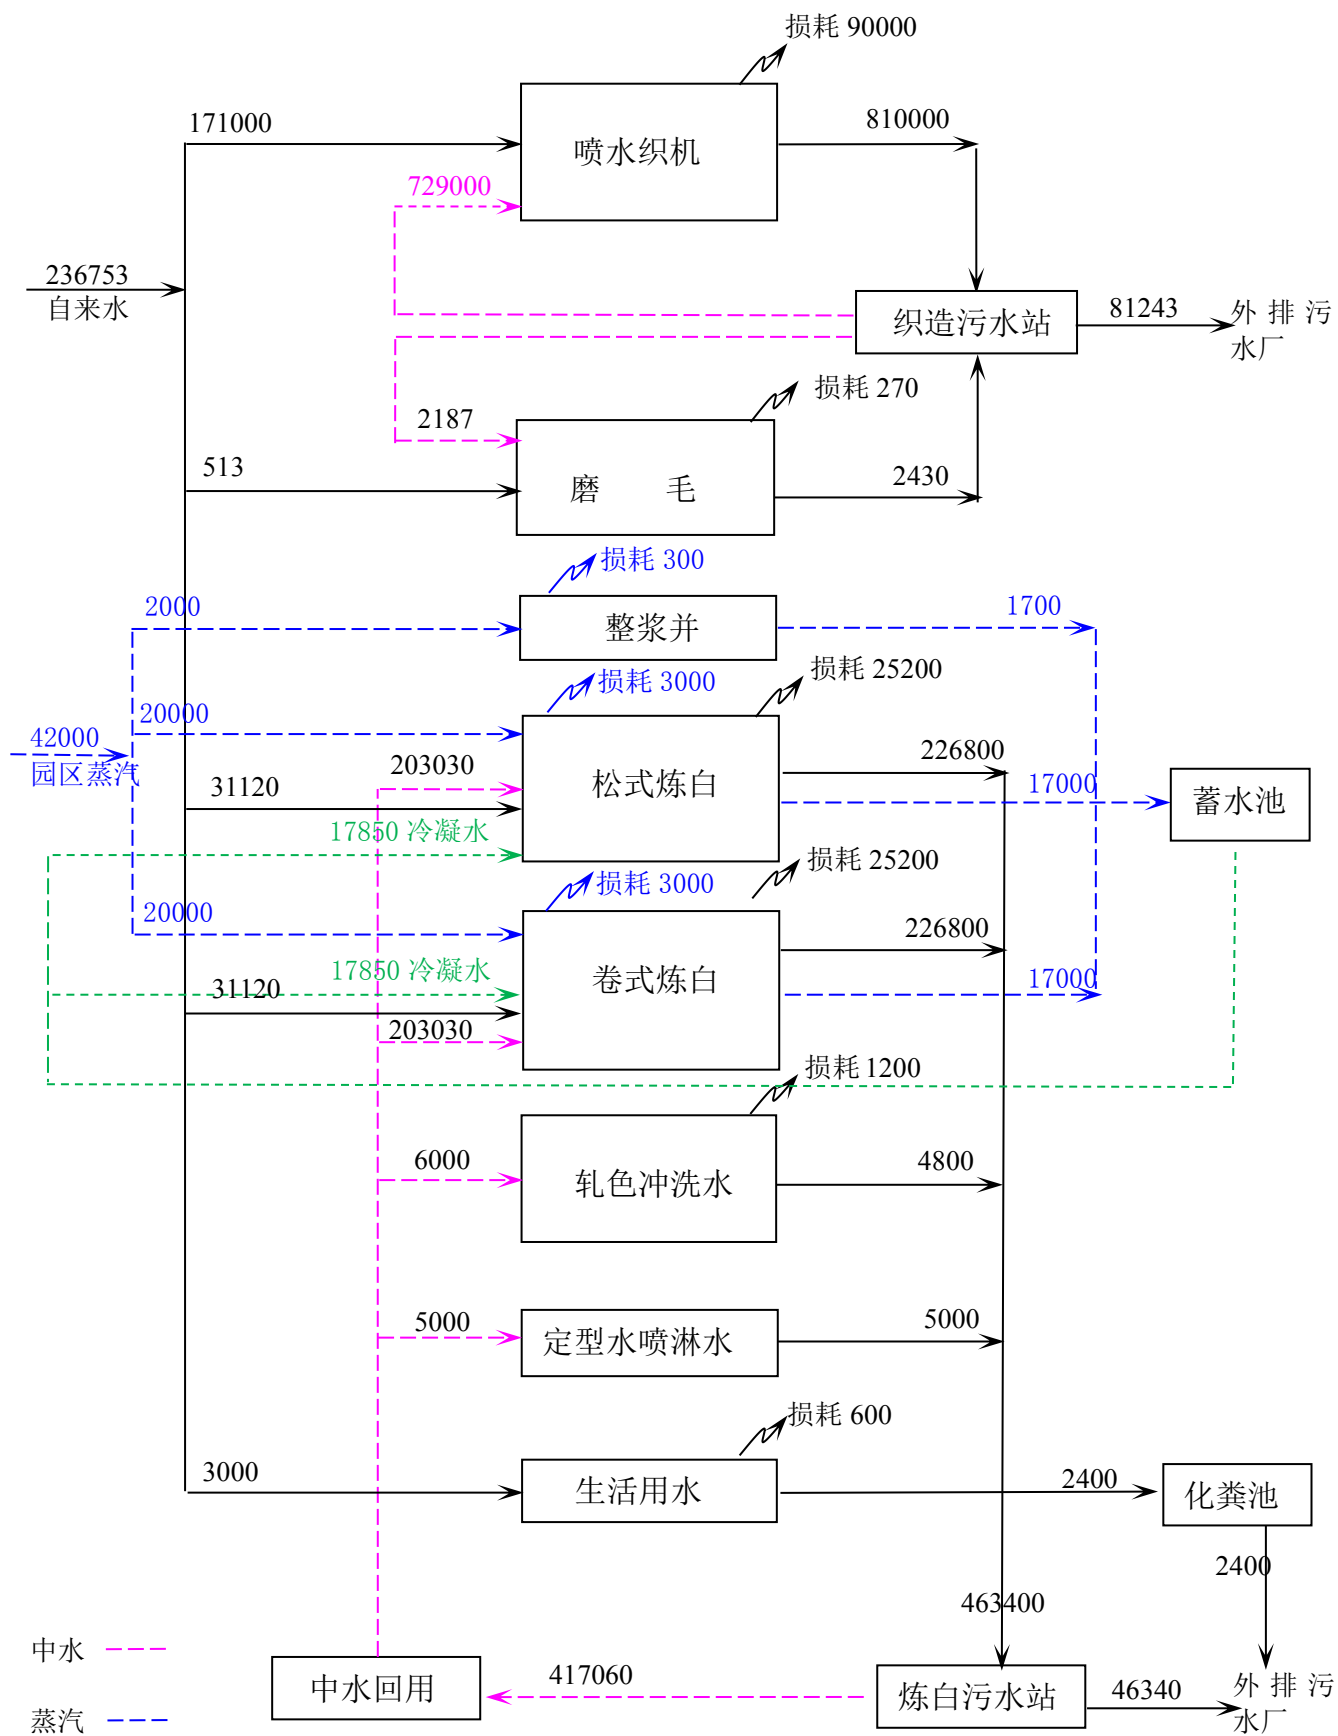 损耗 90000
171000
810000
喷水织机
729000
236753
自来水
织造污水站
81243
外 排 污
水厂
损耗 270
2187
513
磨 毛
2430
损耗 300
2000
整浆并
1700
损耗 25200
损耗 3000
20000
42000
园区蒸汽
203030
226800
31120
松式炼白
17000
蓄水池
17850 冷凝水
损耗 25200
损耗 3000
20000
226800
17850 冷凝水
31120
卷式炼白
17000
203030
损耗 1200
6000
轧色冲洗水
4800
5000
定型水喷淋水
5000
损耗 600
3000
生活用水
2400
化粪池
2400
463400
中水
中水回用
417060
炼白污水站
46340
外 排 污
水厂
蒸汽